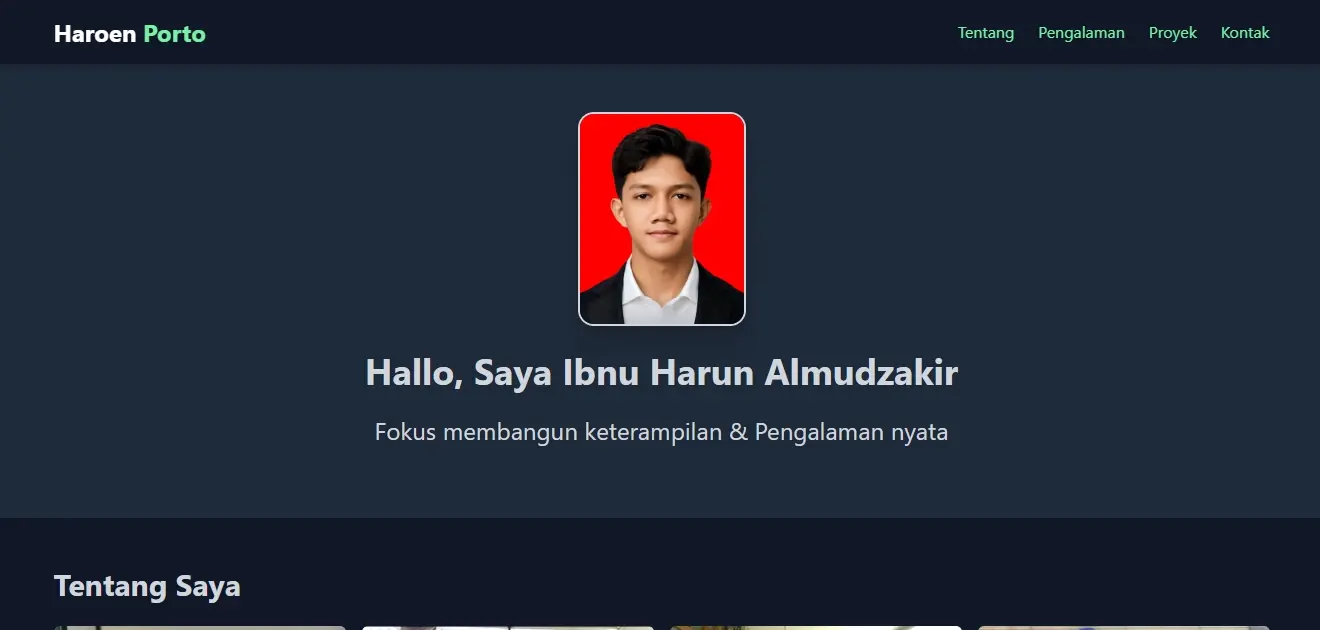 Haroen Porto
Tentang Pengalaman Proyek Kontak
Hallo, Saya Ibnu Harun Almudzakir
Fokus membangun keterampilan & Pengalaman nyata
Tentang Saya